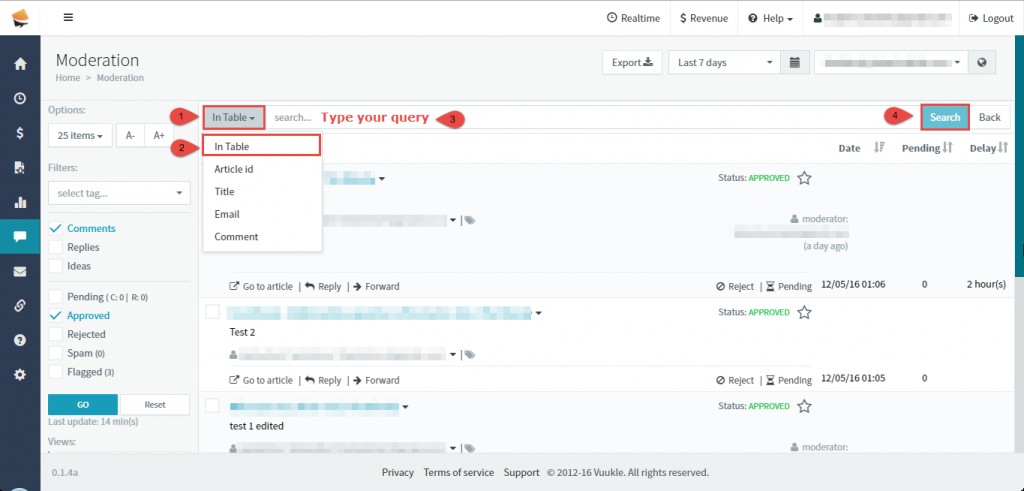 Realtime
$ Revenue
Help
Logout
Moderation
Home > Moderation
Export
Last 7 days
Options:
25 items
A-
A+
Filters:
select tag...
Comments
Replies
Ideas
Pending ( C: 0 | R: 0)
Approved
Rejected
Spam (0)
Flagged (3)
GO
Reset
Last update: 14 min(s)
Views:
0.1.4a
1
In Table
search...
Type your query
3
4
Search
Back
2
In Table
Article id
Title
Email
Comment
Date
Pending
Delay
Status: APPROVED
moderator:
(a day ago)
Go to article | Reply | Forward
Reject | Pending
12/05/16 01:06
0
2 hour(s)
Status: APPROVED
Test 2
Go to article | Reply | Forward
Reject | Pending
12/05/16 01:05
0
Status: APPROVED
test 1 edited
moderator:
Privacy
Terms of service
Support
© 2012-16 Vuukle. All rights reserved.